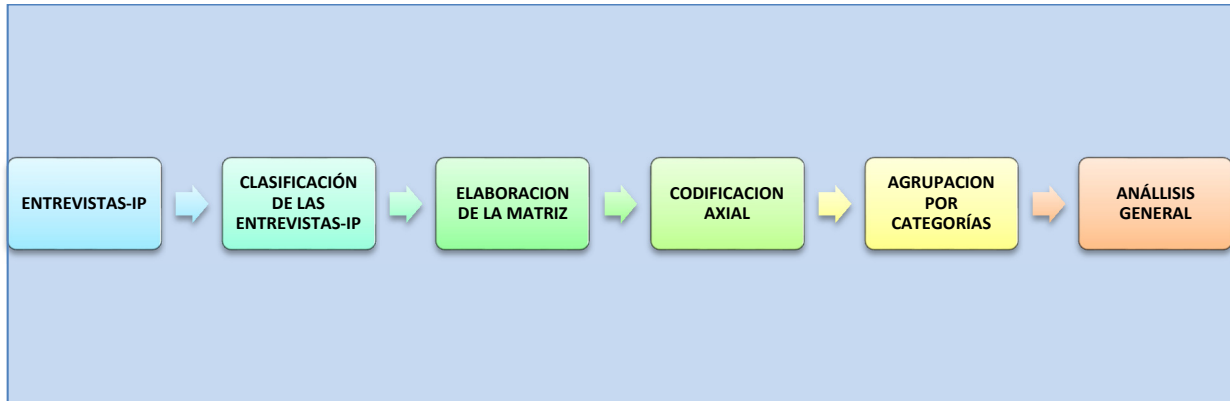 ENTREVISTAS-IP
CLASIFICACIÓN
DE LAS
ENTREVISTAS-IP
ELABORACION
DE LA MATRIZ
CODIFICACION
AXIAL
AGRUPACION
POR
CATEGORÍAS
ANÁLLISIS
GENERAL